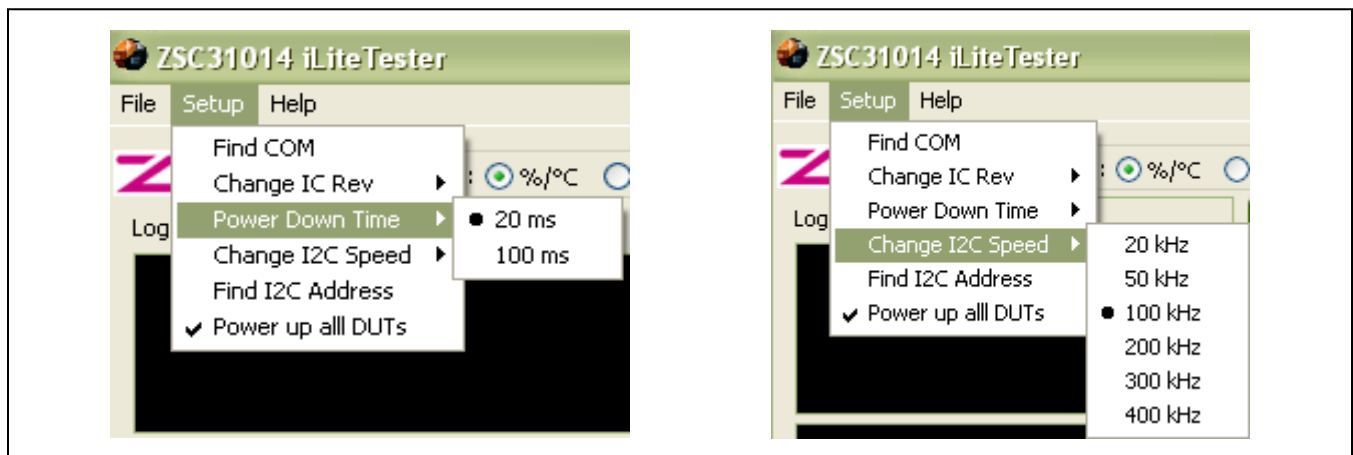 ZSC31014 iLiteTester
File Setup Help
Find COM
Change IC Rev
: %/°C
Power Down Time
20 ms
Log
Change I2C Speed
100 ms
Find I2C Address
Power up alll DUTs
ZSC31014 iLiteTester
File Setup Help
Find COM
Change IC Rev
: %/°C
Power Down Time
Log
Change I2C Speed
20 kHz
Find I2C Address
50 kHz
Power up alll DUTs
100 kHz
200 kHz
300 kHz
400 kHz